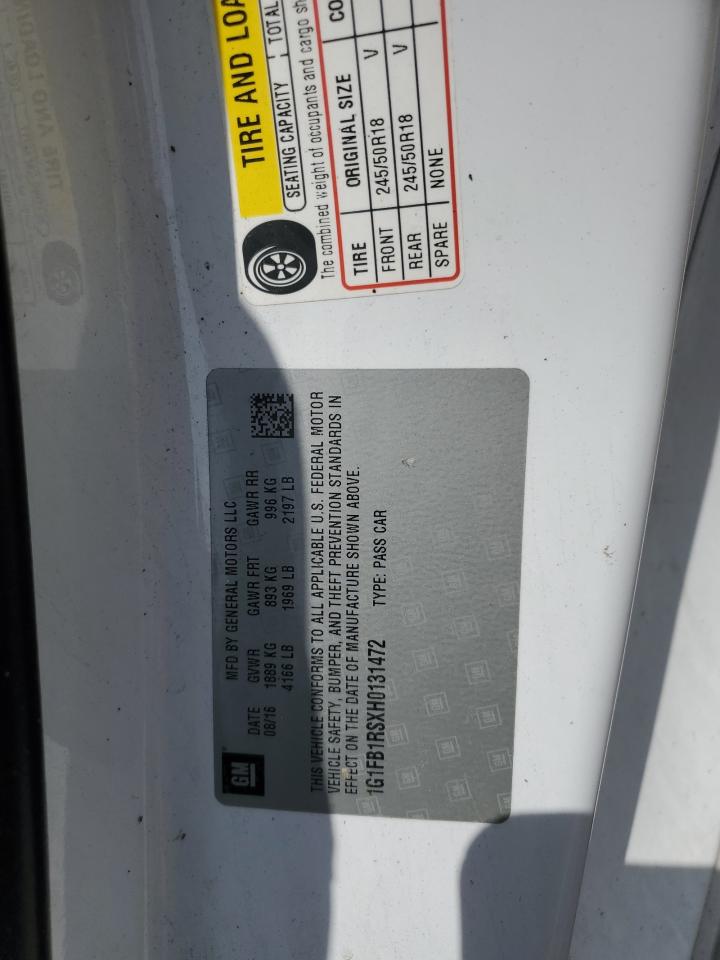 TIRE AND LOA
SEATING CAPACITY TOTAL
The combined weight of occupants and cargo sh
TIRE ORIGINAL SIZE CO
FRONT 245/50R18 V
REAR 245/50R18 V
SPARE NONE
GM
MFD BY GENERAL MOTORS LLC
DATE GVWR GAWR FRT GAWR RR
08/16 1889 KG 893 KG 996 KG
4166 LB 1969 LB 2197 LB
THIS VEHICLE CONFORMS TO ALL APPLICABLE U.S. FEDERAL MOTOR
VEHICLE SAFETY, BUMPER, AND THEFT PREVENTION STANDARDS IN
EFFECT ON THE DATE OF MANUFACTURE SHOWN ABOVE.
1G1FB1RSXH0131472 TYPE: PASS CAR